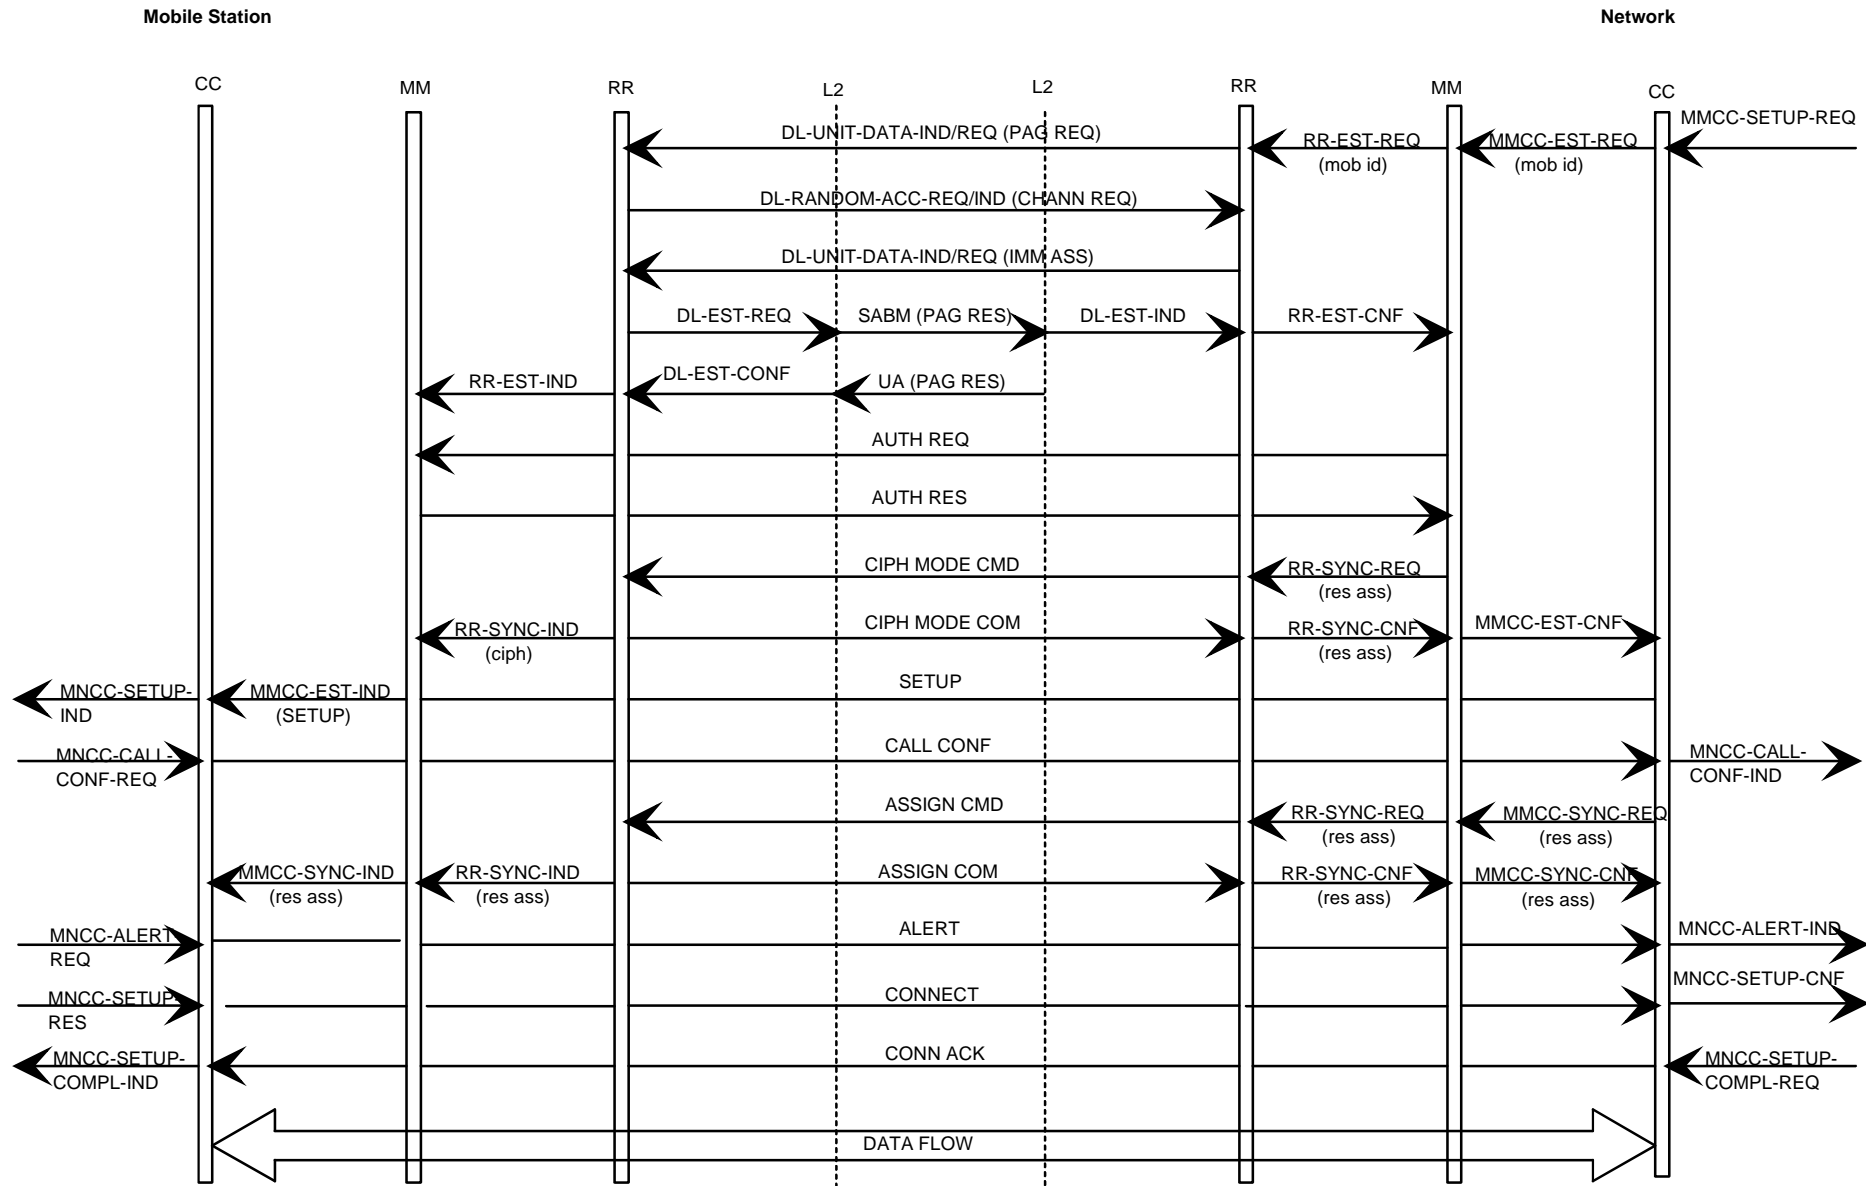 Mobile Station
Network
CC
MM
RR
L2
L2
RR
MM
CC
MMCC-SETUP-REQ
DL-UNIT-DATA-IND/REQ (PAG REQ)
RR-EST-REQ
(mob id)
MMCC-EST-REQ
(mob id)
DL-RANDOM-ACC-REQ/IND (CHANN REQ)
DL-UNIT-DATA-IND/REQ (IMM ASS)
DL-EST-REQ
SABM (PAG RES)
DL-EST-IND
RR-EST-CNF
RR-EST-IND
DL-EST-CONF
UA (PAG RES)
AUTH REQ
AUTH RES
CIPH MODE CMD
RR-SYNC-REQ
(res ass)
RR-SYNC-IND
(ciph)
CIPH MODE COM
RR-SYNC-CNF
(res ass)
MMCC-EST-CNF
MNCC-SETUP-
IND
MMCC-EST-IND
(SETUP)
SETUP
MNCC-CALL-
CONF-REQ
CALL CONF
MNCC-CALL-
CONF-IND
ASSIGN CMD
RR-SYNC-REQ
(res ass)
MMCC-SYNC-REQ
(res ass)
MMCC-SYNC-IND
(res ass)
RR-SYNC-IND
(res ass)
ASSIGN COM
RR-SYNC-CNF
(res ass)
MMCC-SYNC-CNF
(res ass)
MNCC-ALERT-
REQ
ALERT
MNCC-ALERT-IND
MNCC-SETUP-
RES
CONNECT
MNCC-SETUP-CNF
MNCC-SETUP-
COMPL-IND
CONN ACK
MNCC-SETUP-
COMPL-REQ
DATA FLOW